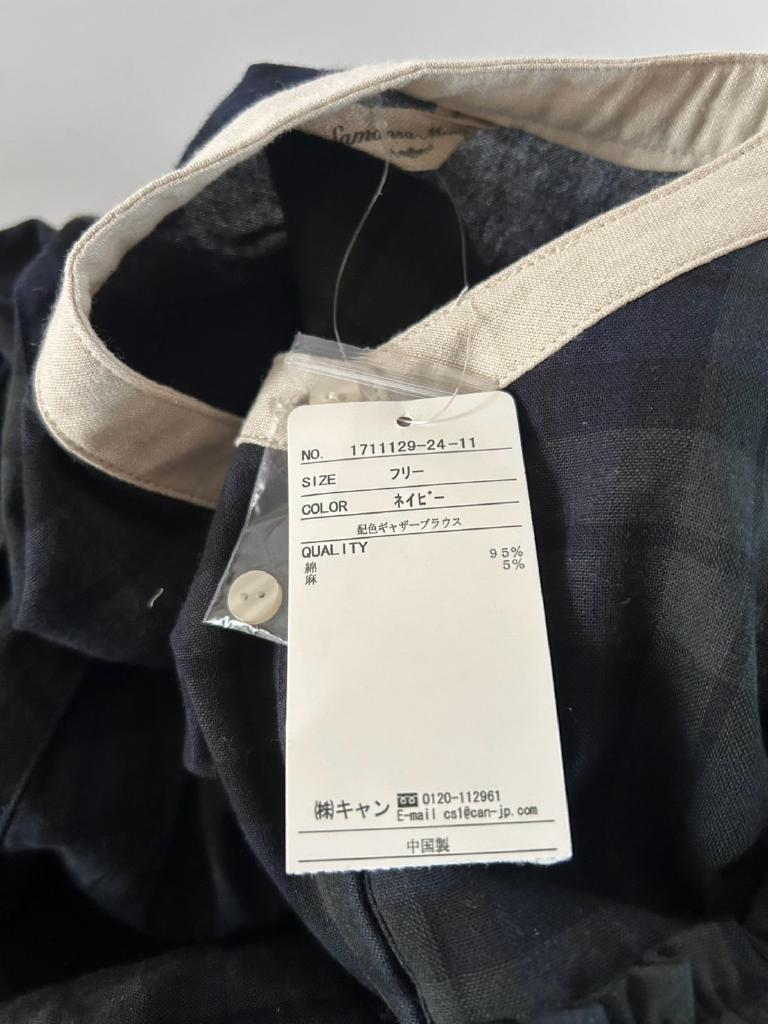 NO. 1711129-24-11
SIZE フリー
COLOR ネイビー
配色ギャザーブラウス
QUALITY
綿 95%
麻 5%
㈱キャン 0120-112961
E-mail cs1@can-jp.com
中国製